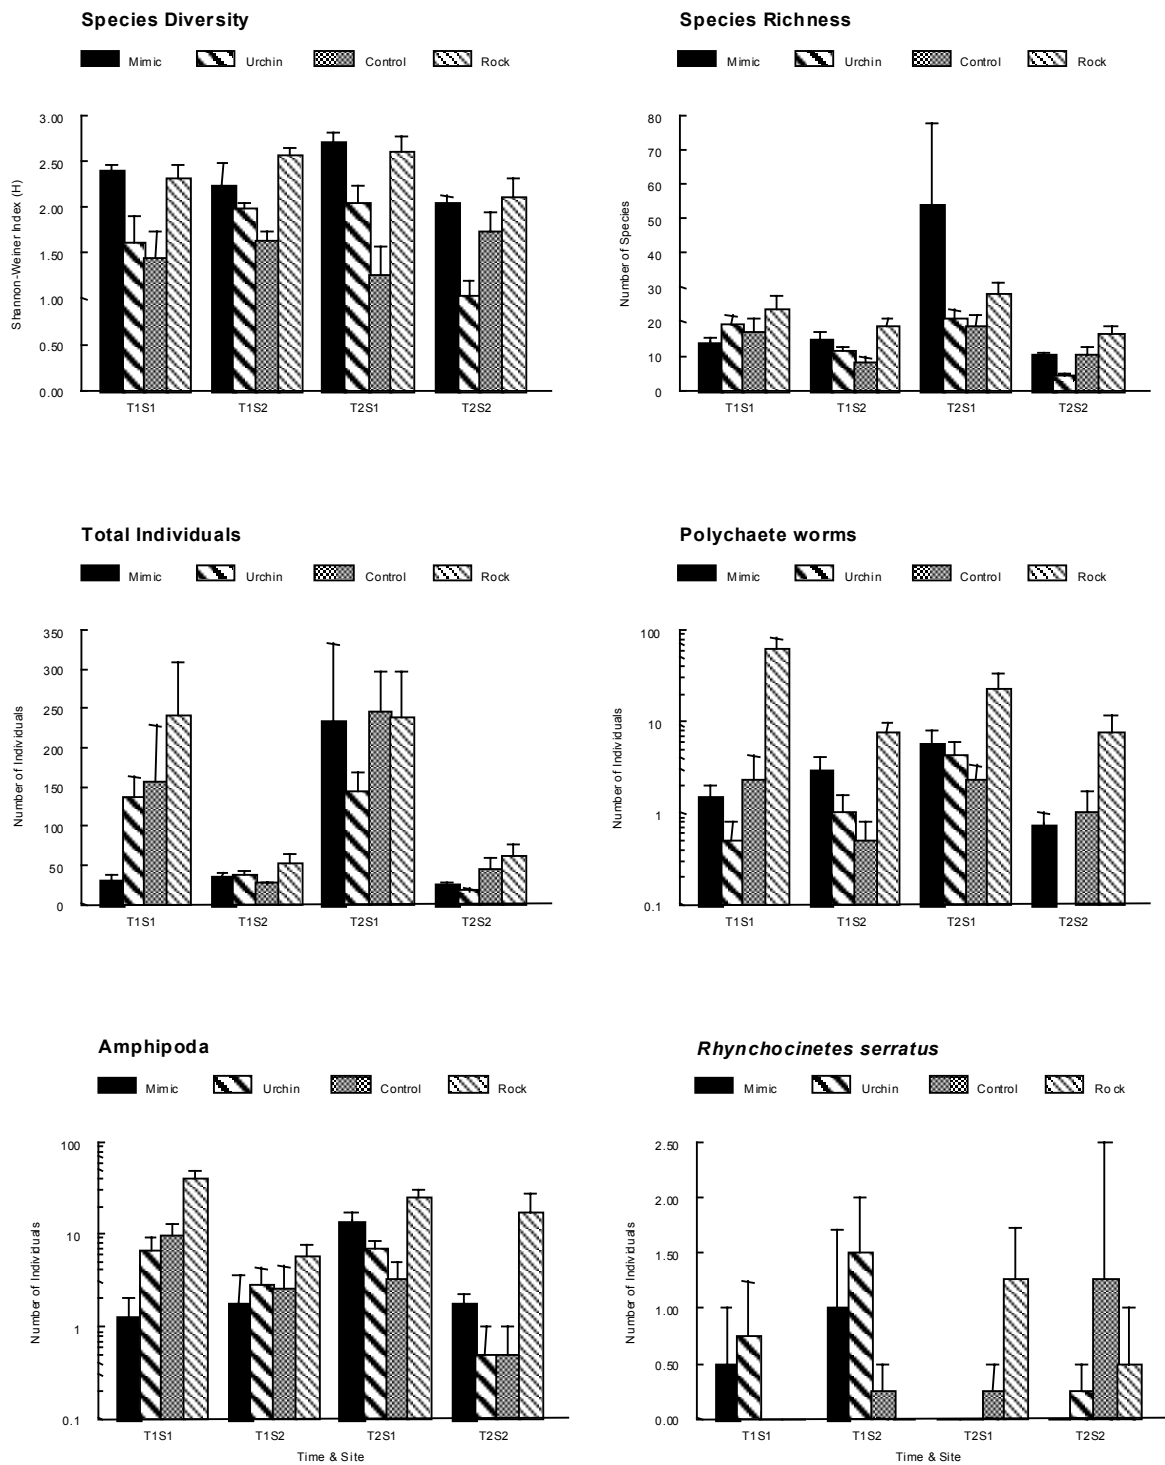 Species Diversity
Mimic Urchin Control Rock
Shannon-Weiner Index (H)
3.00
2.50
2.00
1.50
1.00
0.50
0.00
T1S1 T1S2 T2S1 T2S2
Species Richness
Mimic Urchin Control Rock
Number of Species
80
70
60
50
40
30
20
10
0
T1S1 T1S2 T2S1 T2S2
Total Individuals
Mimic Urchin Control Rock
Number of Individuals
350
300
250
200
150
100
50
0
T1S1 T1S2 T2S1 T2S2
Polychaete worms
Mimic Urchin Control Rock
Number of Individuals
100
10
1
0.1
T1S1 T1S2 T2S1 T2S2
Amphipoda
Mimic Urchin Control Rock
Number of Individuals
100
10
1
0.1
T1S1 T1S2 T2S1 T2S2
Time & Site
Rhynchocinetes serratus
Mimic Urchin Control Rock
Number of Individuals
2.50
2.00
1.50
1.00
0.50
0.00
T1S1 T1S2 T2S1 T2S2
Time & Site